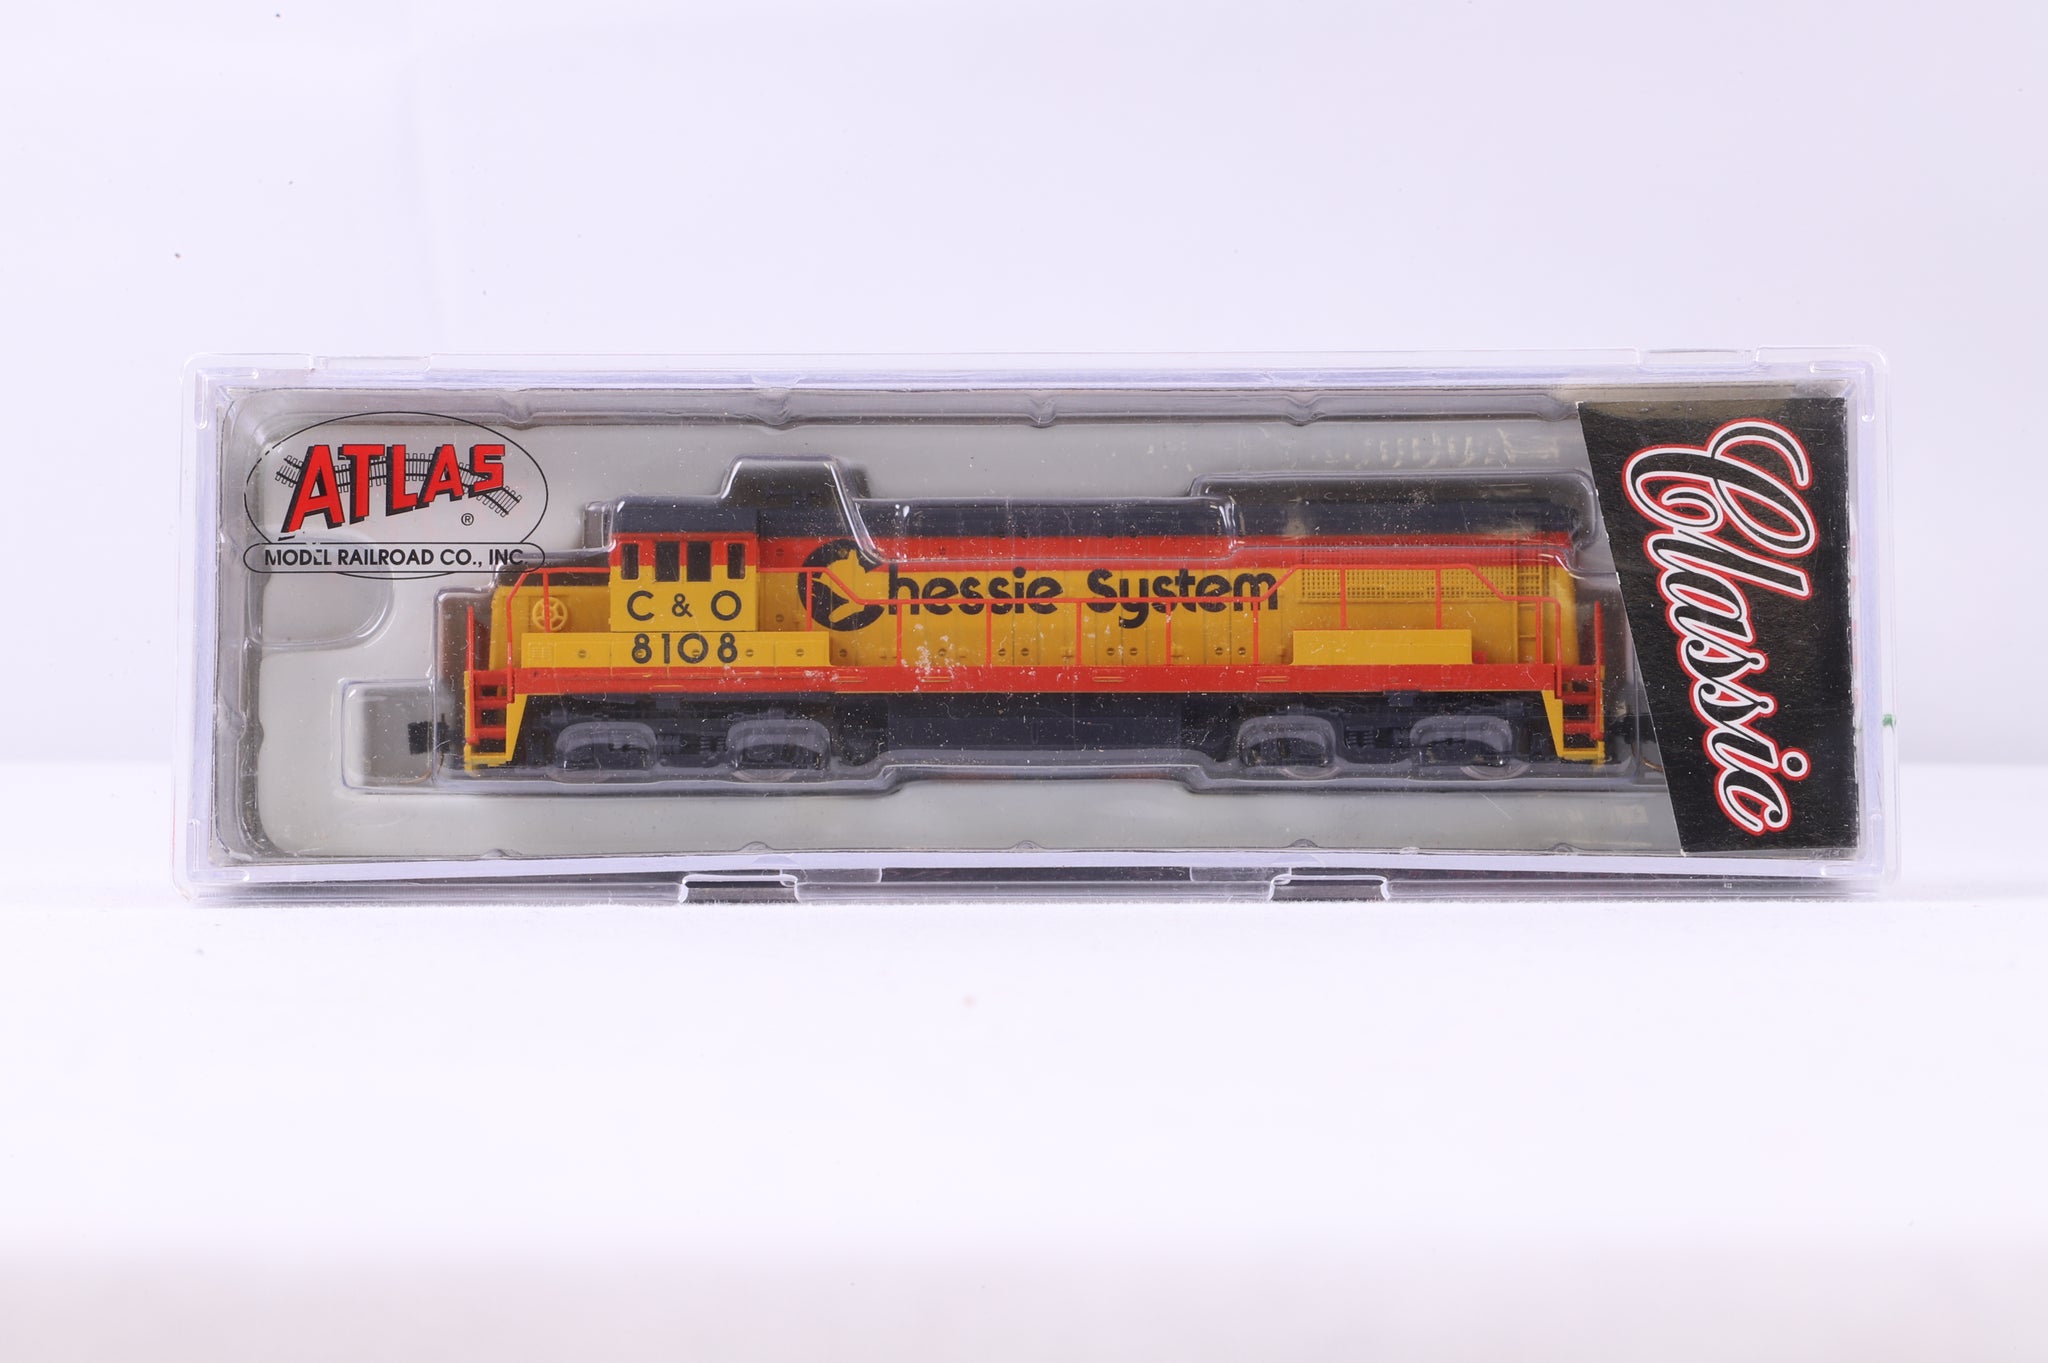 ATLAS
®
MODEL RAILROAD CO., INC.
C & O
8108
Chessie System
Classic